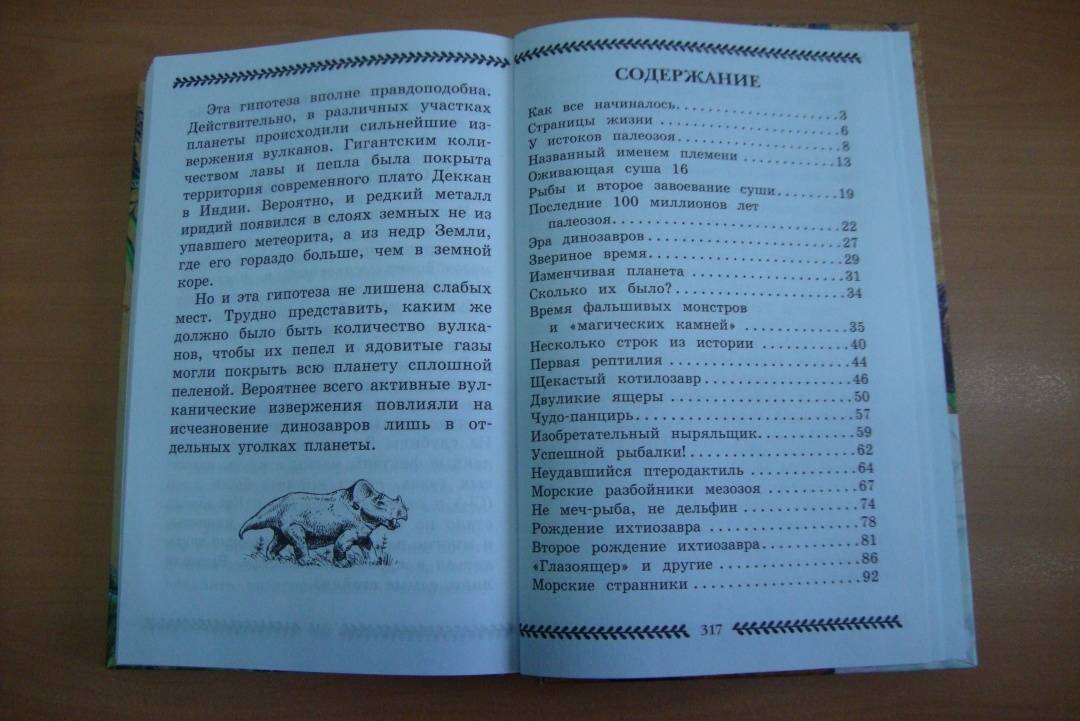 Эта гипотеза вполне правдоподобна.
Действительно, в различных участках
планеты происходили сильнейшие из-
вержения вулканов. Гигантским коли-
чеством лавы и пепла была покрыта
территория современного плато Деккан
в Индии. Вероятно, и редкий металл
иридий появился в слоях земных не из
упавшего метеорита, а из недр Земли,
где его гораздо больше, чем в земной
коре.
Но и эта гипотеза не лишена слабых
мест. Трудно представить, каким же
должно было быть количество вулка-
нов, чтобы их пепел и ядовитые газы
могли покрыть всю планету сплошной
пеленой. Вероятнее всего активные вул-
канические извержения повлияли на
исчезновение динозавров лишь в от-
дельных уголках планеты.
СОДЕРЖАНИЕ
Как все начиналось. . . . . . . . . . . . . . . . . . 3
Страницы жизни . . . . . . . . . . . . . . . . . . . 6
У истоков палеозоя . . . . . . . . . . . . . . . . . 8
Названный именем племени . . . . . . . . . . 13
Оживающая суша 16
Рыбы и второе завоевание суши . . . . . . . 19
Последние 100 миллионов лет
палеозоя . . . . . . . . . . . . . . . . . . . . . . . 22
Эра динозавров . . . . . . . . . . . . . . . . . . . 27
Звериное время . . . . . . . . . . . . . . . . . . . 29
Изменчивая планета . . . . . . . . . . . . . . . 31
Сколько их было? . . . . . . . . . . . . . . . . . 34
Время фальшивых монстров
и «магических камней» . . . . . . . . . . . 35
Несколько строк из истории . . . . . . . . . 40
Первая рептилия . . . . . . . . . . . . . . . . . 44
Щекастый котилозавр . . . . . . . . . . . . . . 46
Двуликие ящеры . . . . . . . . . . . . . . . . . . 50
Чудо-панцирь . . . . . . . . . . . . . . . . . . . . 57
Изобретательный ныряльщик. . . . . . . . . 59
Успешной рыбалки! . . . . . . . . . . . . . . . . 62
Неудавшийся птеродактиль . . . . . . . . . . 64
Морские разбойники мезозоя . . . . . . . . . 67
Не меч-рыба, не дельфин . . . . . . . . . . . . 74
Рождение ихтиозавра . . . . . . . . . . . . . . . 78
Второе рождение ихтиозавра . . . . . . . . . 81
«Глазоящер» и другие . . . . . . . . . . . . . . 86
Морские странники . . . . . . . . . . . . . . . . 92
317